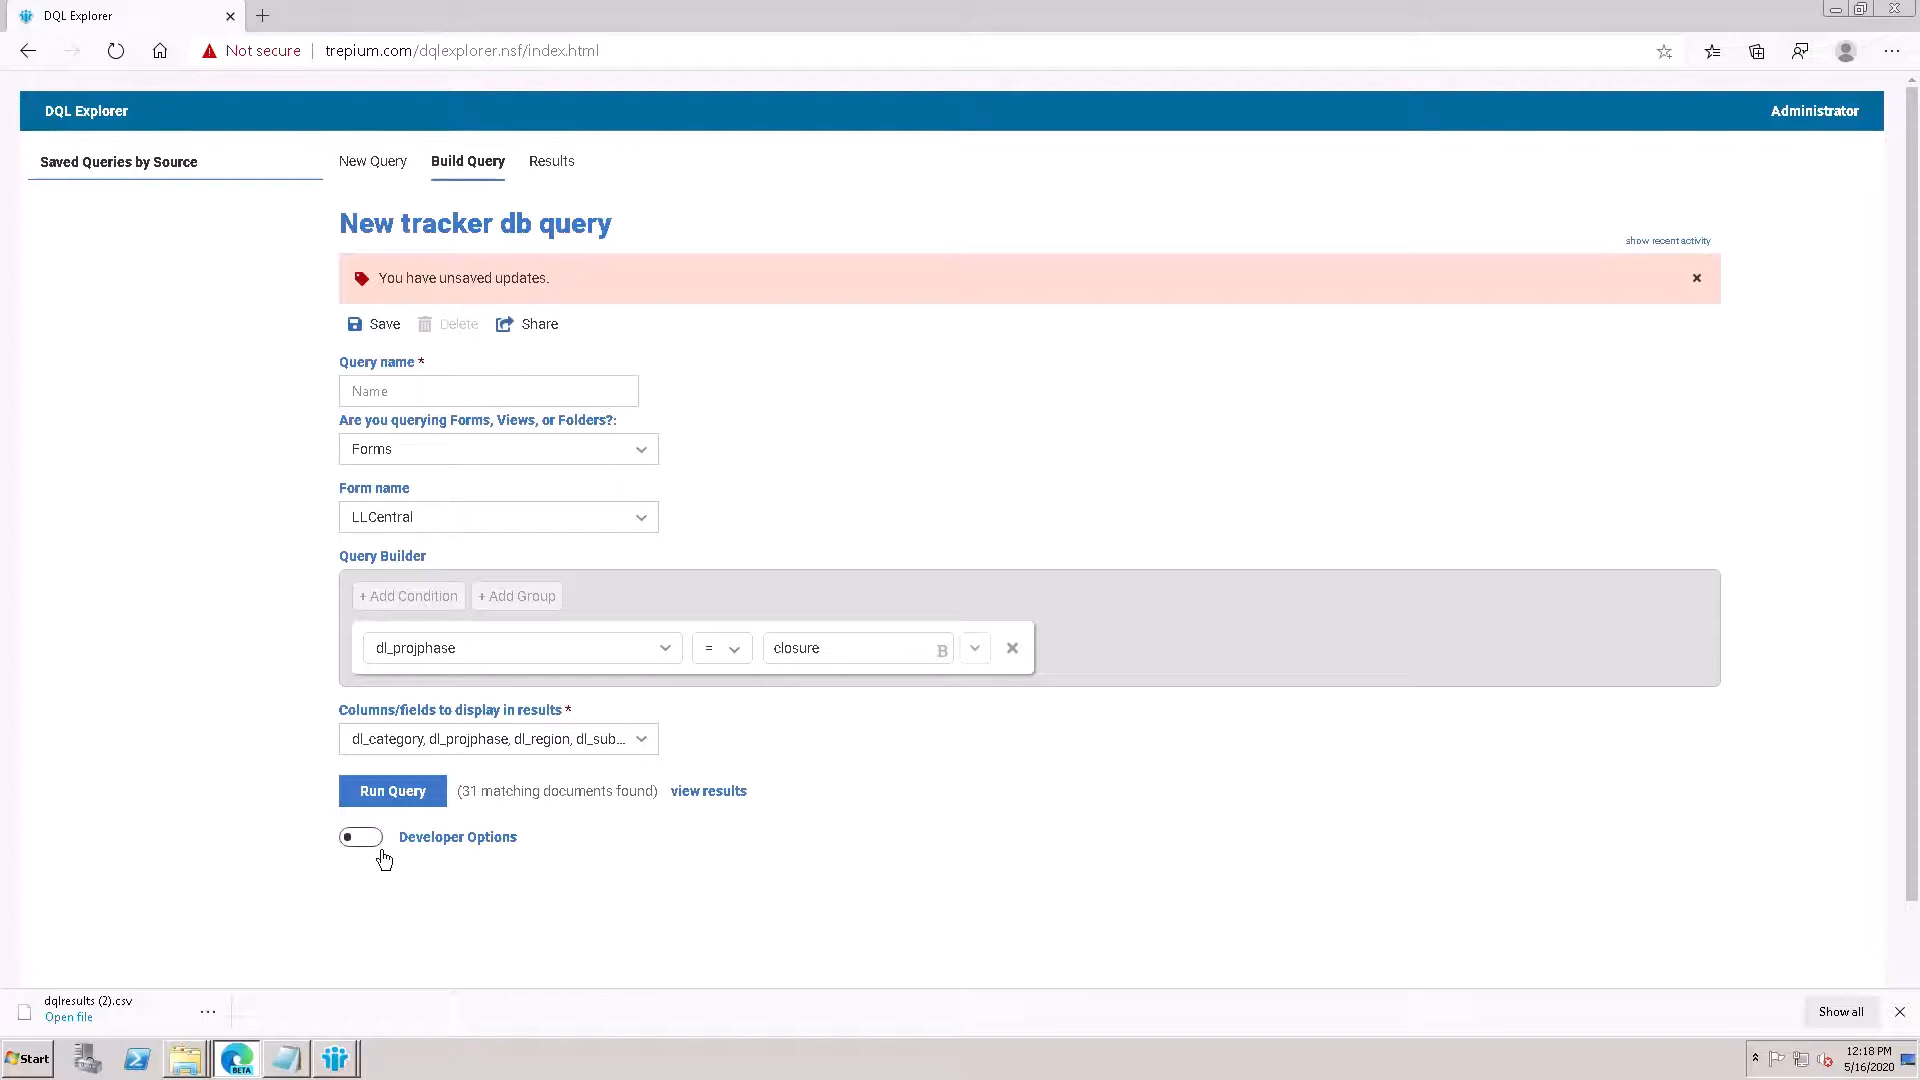 DQL Explorer
Not secure
trepium.com/dqlexplorer.nsf/index.html
DQL Explorer
Administrator
Saved Queries by Source
New Query
Build Query
Results
New tracker db query
show recent activity
You have unsaved updates.
Save
Delete
Share
Query name *
Name
Are you querying Forms, Views, or Folders?:
Forms
Form name
LLCentral
Query Builder
+ Add Condition
+ Add Group
dl_projphase
=
closure
B
Columns/fields to display in results *
dl_category, dl_projphase, dl_region, dl_sub...
Run Query
(31 matching documents found)
view results
Developer Options
dqlresults (2).csv
Open file
Show all
Start
BETA
12:18 PM
5/16/2020